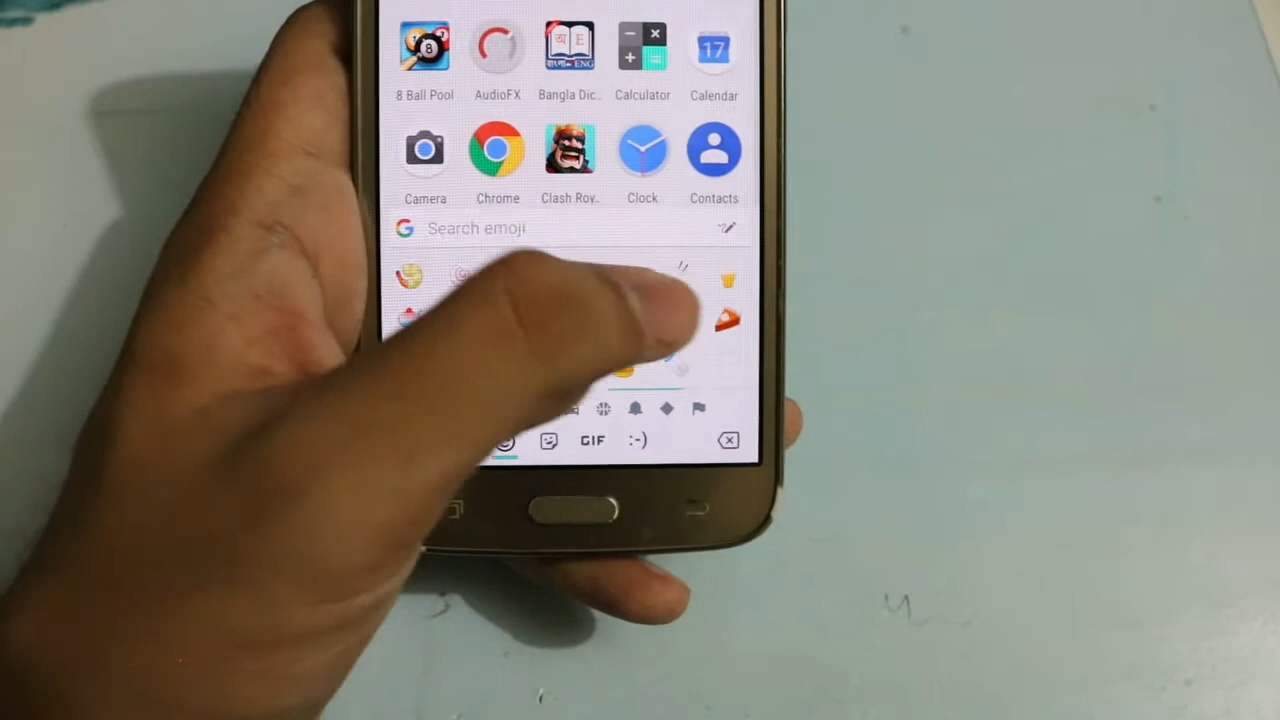 8 Ball Pool AudioFX Bangla Dic.. Calculator Calendar
17
Camera Chrome Clash Roy.. Clock Contacts
Search emoji
GIF :-)